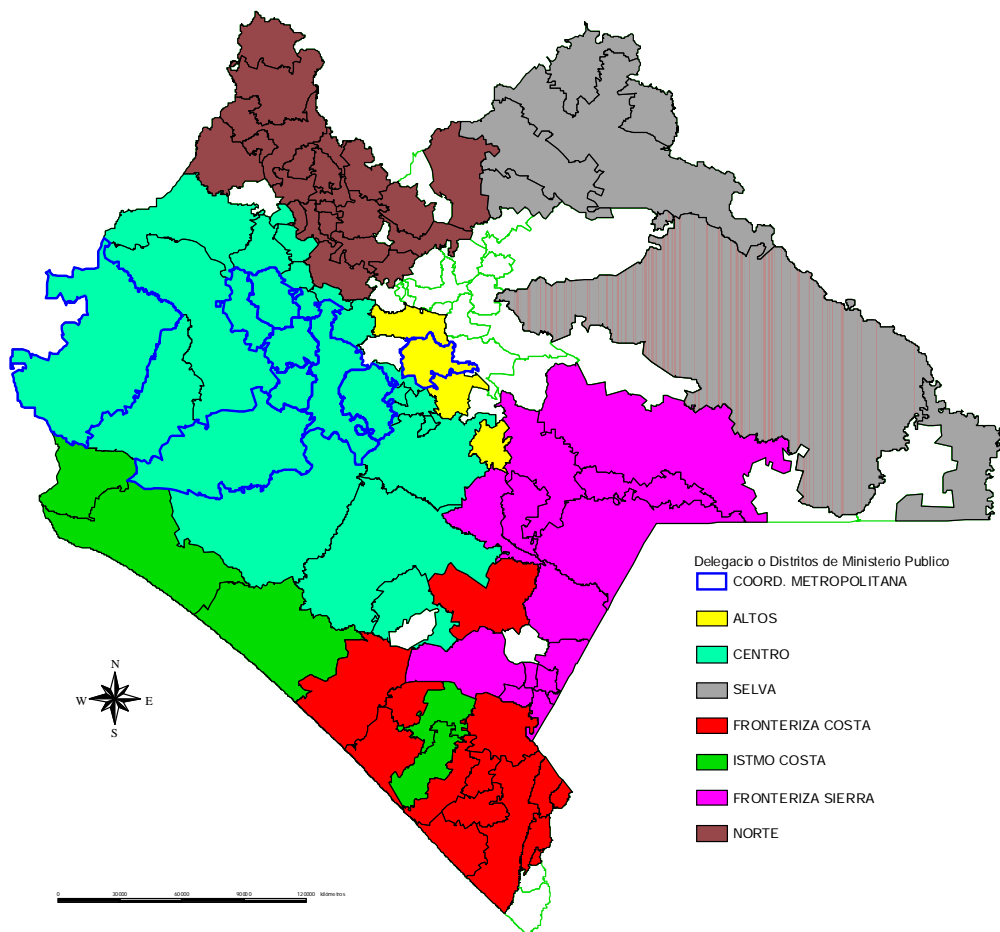 Delegacio o Distritos de Ministerio Publico
COORD. METROPOLITANA
ALTOS
CENTRO
SELVA
FRONTERIZA COSTA
ISTMO COSTA
FRONTERIZA SIERRA
NORTE
N
W E
S
0 30000 60000 90000 120000 kilómetros